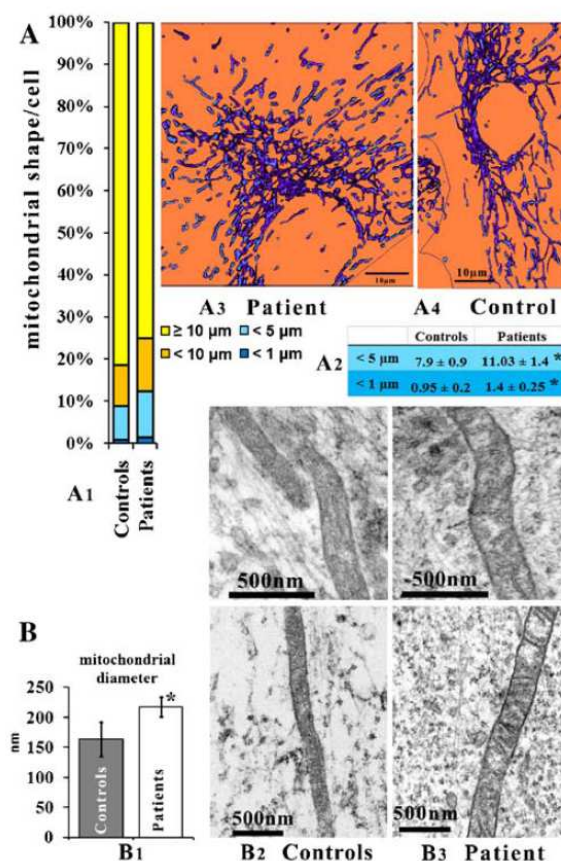 A
mitochondrial shape/cell
100%
90%
80%
70%
60%
50%
40%
30%
20%
10%
0%
A1
Controls
Patients
10μm
10μm
A3 Patient
A4 Control
≥ 10 μm
< 5 μm
< 10 μm
< 1 μm
A2
Controls Patients
< 5 μm 7.9 ± 0.9 11.03 ± 1.4 *
< 1 μm 0.95 ± 0.2 1.4 ± 0.25 *
500nm
500nm
B
mitochondrial
diameter
nm
250
200
150
100
50
0
*
Controls
Patients
B1
500nm
500nm
B2 Controls
B3 Patient